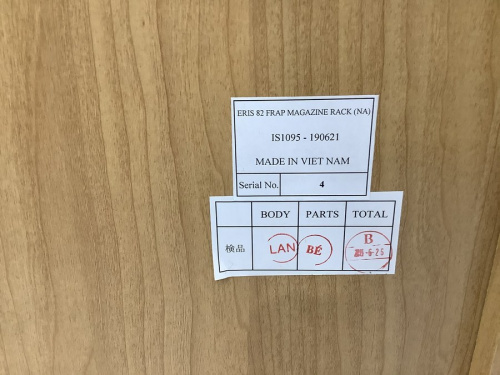 ERIS 82 FRAP MAGAZINE RACK (NA)
IS1095 - 190621
MADE IN VIET NAM
Serial No. 4
BODY PARTS TOTAL
検品 LAN BÉ B